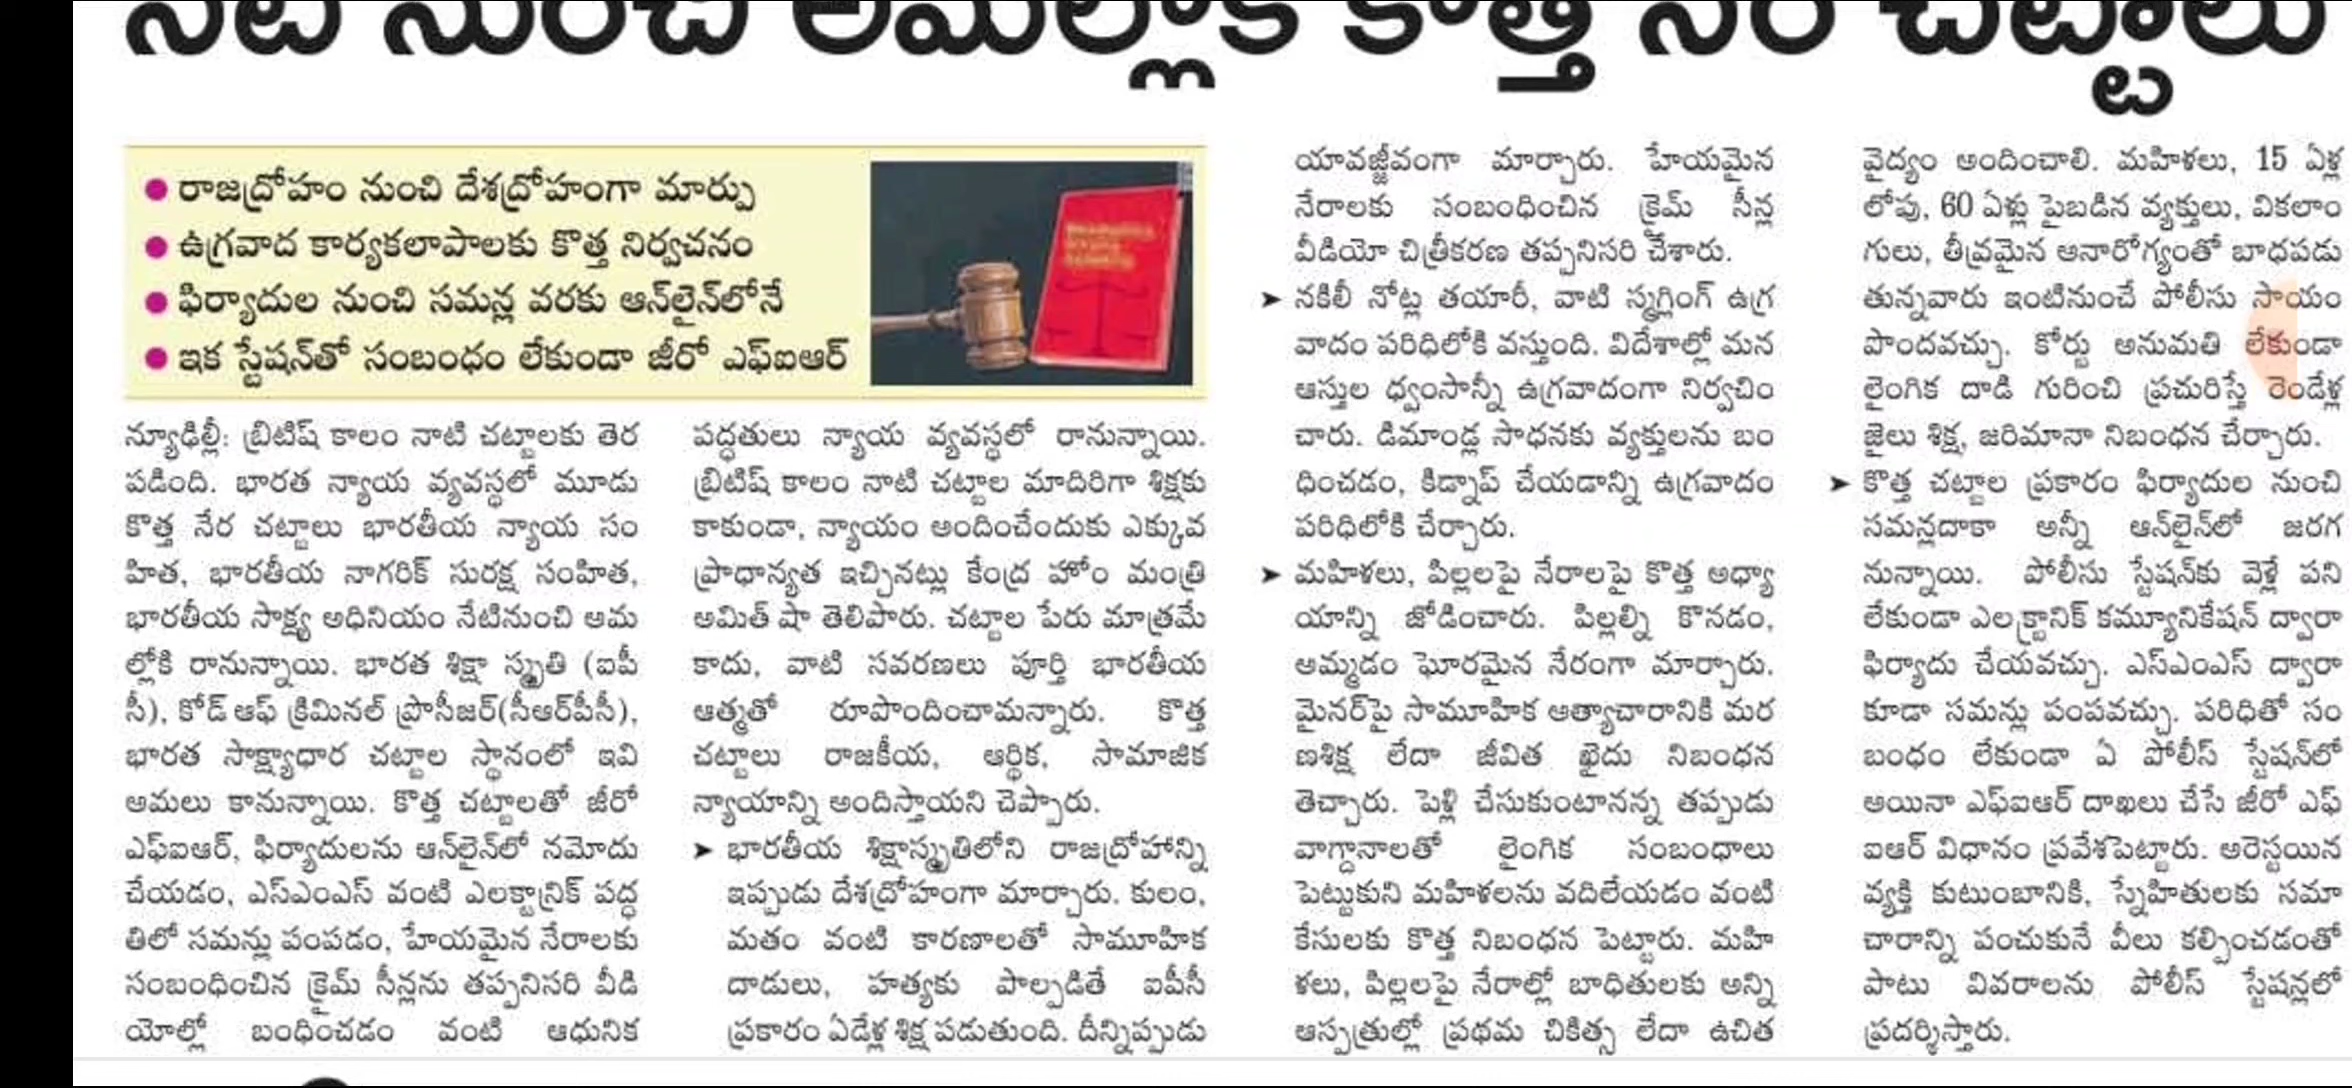 నేటి నుంచి అమల్లోకి కొత్త నేర చట్టాలు
రాజద్రోహం నుంచి దేశద్రోహంగా మార్పు
ఉగ్రవాద కార్యకలాపాలకు కొత్త నిర్వచనం
ఫిర్యాదుల నుంచి సమన్ల వరకు ఆన్‌లైన్‌లోనే
ఇక స్టేషన్‌తో సంబంధం లేకుండా జీరో ఎఫ్ఐఆర్
న్యూఢిల్లీ: బ్రిటిష్ కాలం నాటి చట్టాలకు తెర
పడింది. భారత న్యాయ వ్యవస్థలో మూడు
కొత్త నేర చట్టాలు భారతీయ న్యాయ సం
హిత, భారతీయ నాగరిక్ సురక్ష సంహిత,
భారతీయ సాక్ష్య అధినియం నేటినుంచి అమ
ల్లోకి రానున్నాయి. భారత శిక్షా స్మృతి (ఐపీ
సీ), కోడ్ ఆఫ్ క్రిమినల్ ప్రొసీజర్(సీఆర్‌పీసీ),
భారత సాక్ష్యాధార చట్టాల స్థానంలో ఇవి
అమలు కానున్నాయి. కొత్త చట్టాలతో జీరో
ఎఫ్ఐఆర్, ఫిర్యాదులను ఆన్‌లైన్‌లో నమోదు
చేయడం, ఎస్ఎంఎస్ వంటి ఎలక్ట్రానిక్ పద్ధ
తిలో సమన్లు పంపడం, హేయమైన నేరాలకు
సంబంధించిన క్రైమ్ సీన్లను తప్పనిసరి వీడి
యోల్లో బంధించడం వంటి ఆధునిక
పద్ధతులు న్యాయ వ్యవస్థలో రానున్నాయి.
బ్రిటిష్ కాలం నాటి చట్టాల మాదిరిగా శిక్షకు
కాకుండా, న్యాయం అందించేందుకు ఎక్కువ
ప్రాధాన్యత ఇచ్చినట్లు కేంద్ర హోం మంత్రి
అమిత్ షా తెలిపారు. చట్టాల పేరు మాత్రమే
కాదు, వాటి సవరణలు పూర్తి భారతీయ
ఆత్మతో రూపొందించామన్నారు. కొత్త
చట్టాలు రాజకీయ, ఆర్థిక, సామాజిక
న్యాయాన్ని అందిస్తాయని చెప్పారు.
➤ భారతీయ శిక్షాస్మృతిలోని రాజద్రోహాన్ని
ఇప్పుడు దేశద్రోహంగా మార్చారు. కులం,
మతం వంటి కారణాలతో సామూహిక
దాడులు, హత్యకు పాల్పడితే ఐపీసీ
ప్రకారం ఏడేళ్ల శిక్ష పడుతుంది. దీన్నిప్పుడు
యావజ్జీవంగా మార్చారు. హేయమైన
నేరాలకు సంబంధించిన క్రైమ్ సీన్ల
వీడియో చిత్రీకరణ తప్పనిసరి చేశారు.
➤ నకిలీ నోట్ల తయారీ, వాటి స్మగ్లింగ్ ఉగ్ర
వాదం పరిధిలోకి వస్తుంది. విదేశాల్లో మన
ఆస్తుల ధ్వంసాన్నీ ఉగ్రవాదంగా నిర్వచిం
చారు. డిమాండ్ల సాధనకు వ్యక్తులను బం
ధించడం, కిడ్నాప్ చేయడాన్ని ఉగ్రవాదం
పరిధిలోకి చేర్చారు.
➤ మహిళలు, పిల్లలపై నేరాలపై కొత్త అధ్యా
యాన్ని జోడించారు. పిల్లల్ని కొనడం,
అమ్మడం ఘోరమైన నేరంగా మార్చారు.
మైనర్‌పై సామూహిక అత్యాచారానికి మర
ణశిక్ష లేదా జీవిత ఖైదు నిబంధన
తెచ్చారు. పెళ్లి చేసుకుంటానన్న తప్పుడు
వాగ్దానాలతో లైంగిక సంబంధాలు
పెట్టుకుని మహిళలను వదిలేయడం వంటి
కేసులకు కొత్త నిబంధన పెట్టారు. మహి
ళలు, పిల్లలపై నేరాల్లో బాధితులకు అన్ని
ఆస్పత్రుల్లో ప్రథమ చికిత్స లేదా ఉచిత
వైద్యం అందించాలి. మహిళలు, 15 ఏళ్ల
లోపు, 60 ఏళ్లు పైబడిన వ్యక్తులు, వికలాం
గులు, తీవ్రమైన అనారోగ్యంతో బాధపడు
తున్నవారు ఇంటినుంచే పోలీసు సాయం
పొందవచ్చు. కోర్టు అనుమతి లేకుండా
లైంగిక దాడి గురించి ప్రచురిస్తే రెండేళ్ల
జైలు శిక్ష, జరిమానా నిబంధన చేర్చారు.
➤ కొత్త చట్టాల ప్రకారం ఫిర్యాదుల నుంచి
సమన్లదాకా అన్నీ ఆన్‌లైన్‌లో జరగ
నున్నాయి. పోలీసు స్టేషన్‌కు వెళ్లే పని
లేకుండా ఎలక్ట్రానిక్ కమ్యూనికేషన్ ద్వారా
ఫిర్యాదు చేయవచ్చు. ఎస్ఎంఎస్ ద్వారా
కూడా సమన్లు పంపవచ్చు. పరిధితో సం
బంధం లేకుండా ఏ పోలీస్ స్టేషన్‌లో
అయినా ఎఫ్ఐఆర్ దాఖలు చేసే జీరో ఎఫ్
ఐఆర్ విధానం ప్రవేశపెట్టారు. అరెస్టయిన
వ్యక్తి కుటుంబానికి, స్నేహితులకు సమా
చారాన్ని పంచుకునే వీలు కల్పించడంతో
పాటు వివరాలను పోలీస్ స్టేషన్లలో
ప్రదర్శిస్తారు.